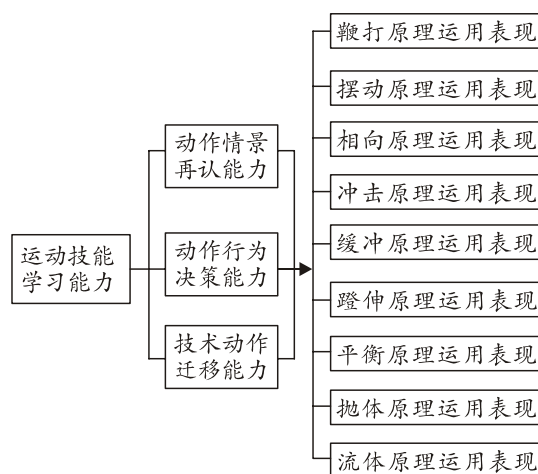 运动技能
学习能力
动作情景
再认能力
动作行为
决策能力
技术动作
迁移能力
鞭打原理运用表现
摆动原理运用表现
相向原理运用表现
冲击原理运用表现
缓冲原理运用表现
蹬伸原理运用表现
平衡原理运用表现
抛体原理运用表现
流体原理运用表现